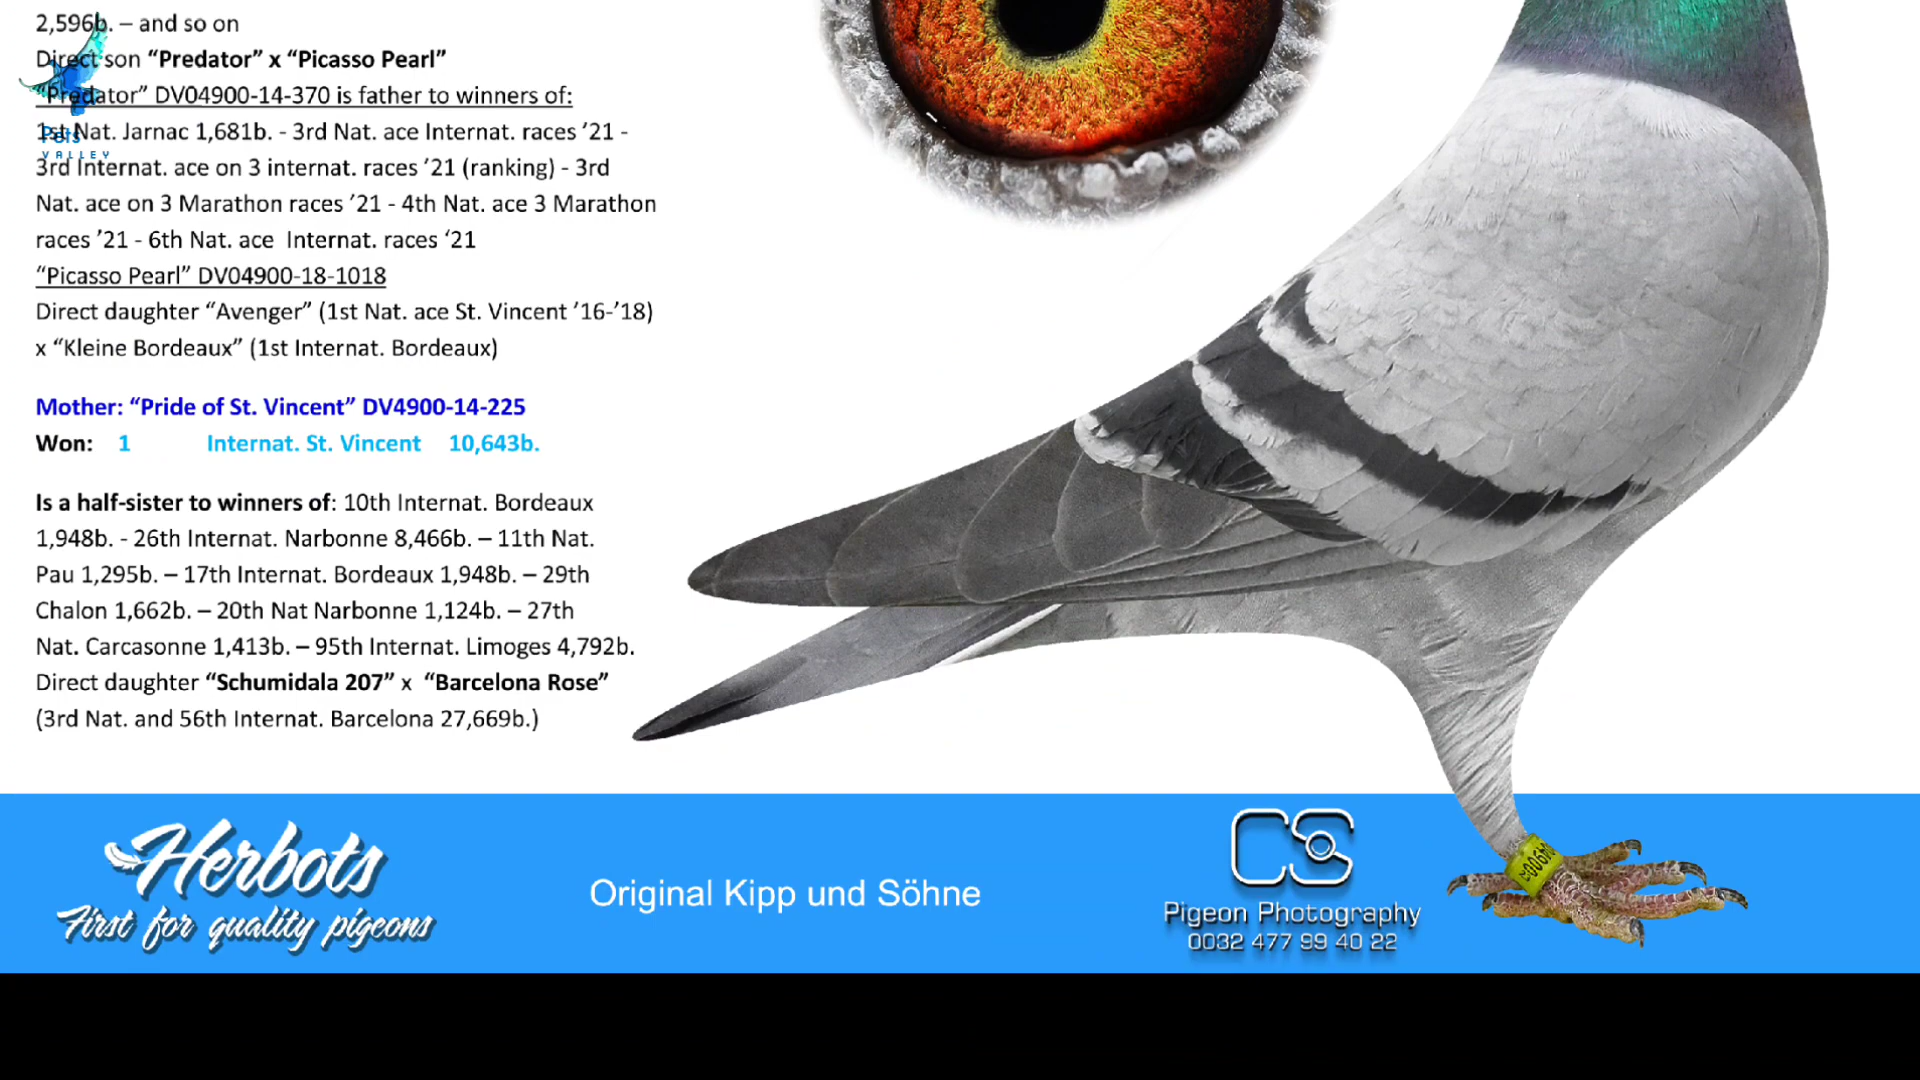 2,596b. – and so on
Direct son “Predator” x “Picasso Pearl”
“Predator” DV04900-14-370 is father to winners of:
1st Nat. Jarnac 1,681b. - 3rd Nat. ace Internat. races ’21 -
3rd Internat. ace on 3 internat. races ’21 (ranking) - 3rd
Nat. ace on 3 Marathon races ’21 - 4th Nat. ace 3 Marathon
races ’21 - 6th Nat. ace Internat. races ‘21
“Picasso Pearl” DV04900-18-1018
Direct daughter “Avenger” (1st Nat. ace St. Vincent ’16-’18)
x “Kleine Bordeaux” (1st Internat. Bordeaux)
Mother: “Pride of St. Vincent” DV4900-14-225
Won: 1 Internat. St. Vincent 10,643b.
Is a half-sister to winners of: 10th Internat. Bordeaux
1,948b. - 26th Internat. Narbonne 8,466b. – 11th Nat.
Pau 1,295b. – 17th Internat. Bordeaux 1,948b. – 29th
Chalon 1,662b. – 20th Nat Narbonne 1,124b. – 27th
Nat. Carcasonne 1,413b. – 95th Internat. Limoges 4,792b.
Direct daughter “Schumidala 207” x “Barcelona Rose”
(3rd Nat. and 56th Internat. Barcelona 27,669b.)
Pets
VALLEY
Herbots
First for quality pigeons
Original Kipp und Söhne
CS
Pigeon Photography
0032 477 99 40 22